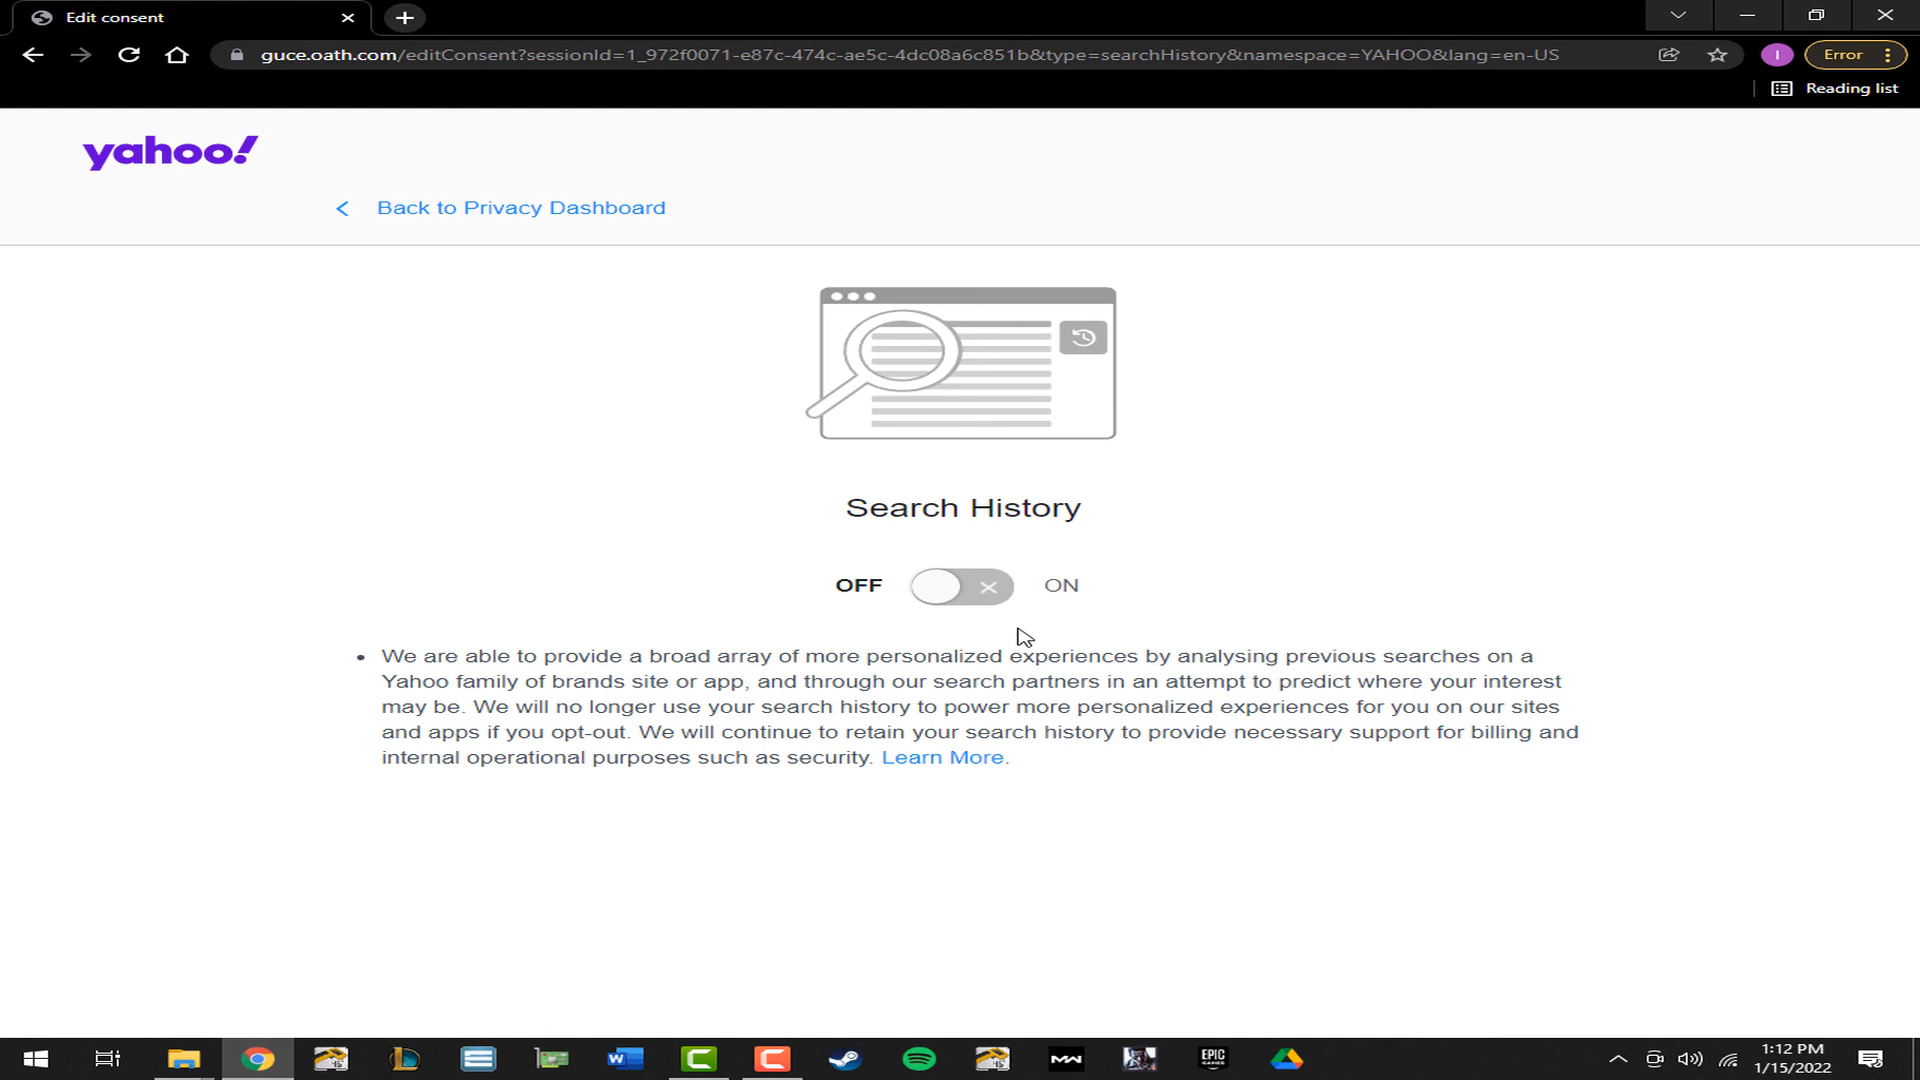 Edit consent
guce.oath.com/editConsent?sessionId=1_972f0071-e87c-474c-ae5c-4dc08a6c851b&type=searchHistory&namespace=YAHOO&lang=en-US
I
Error
Reading list
yahoo!
Back to Privacy Dashboard
Search History
OFF ON
• We are able to provide a broad array of more personalized experiences by analysing previous searches on a
Yahoo family of brands site or app, and through our search partners in an attempt to predict where your interest
may be. We will no longer use your search history to power more personalized experiences for you on our sites
and apps if you opt-out. We will continue to retain your search history to provide necessary support for billing and
internal operational purposes such as security. Learn More.
EPIC
GAMES
1:12 PM
1/15/2022